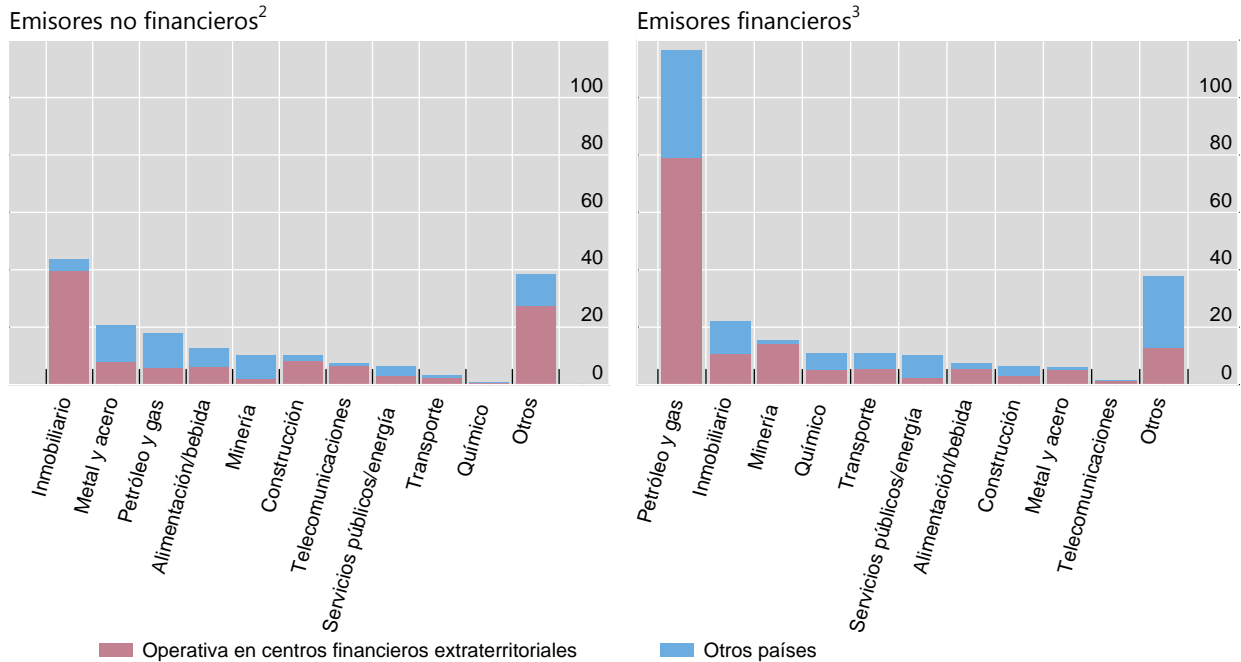 Emisores no financieros²
Emisores financieros³
100
80
60
40
20
0
Inmobiliario
Metal y acero
Petróleo y gas
Alimentación/bebida
Minería
Construcción
Telecomunicaciones
Servicios públicos/energía
Transporte
Químico
Otros
100
80
60
40
20
0
Petróleo y gas
Inmobiliario
Minería
Químico
Transporte
Servicios públicos/energía
Alimentación/bebida
Construcción
Metal y acero
Telecomunicaciones
Otros
Operativa en centros financieros extraterritoriales
Otros países